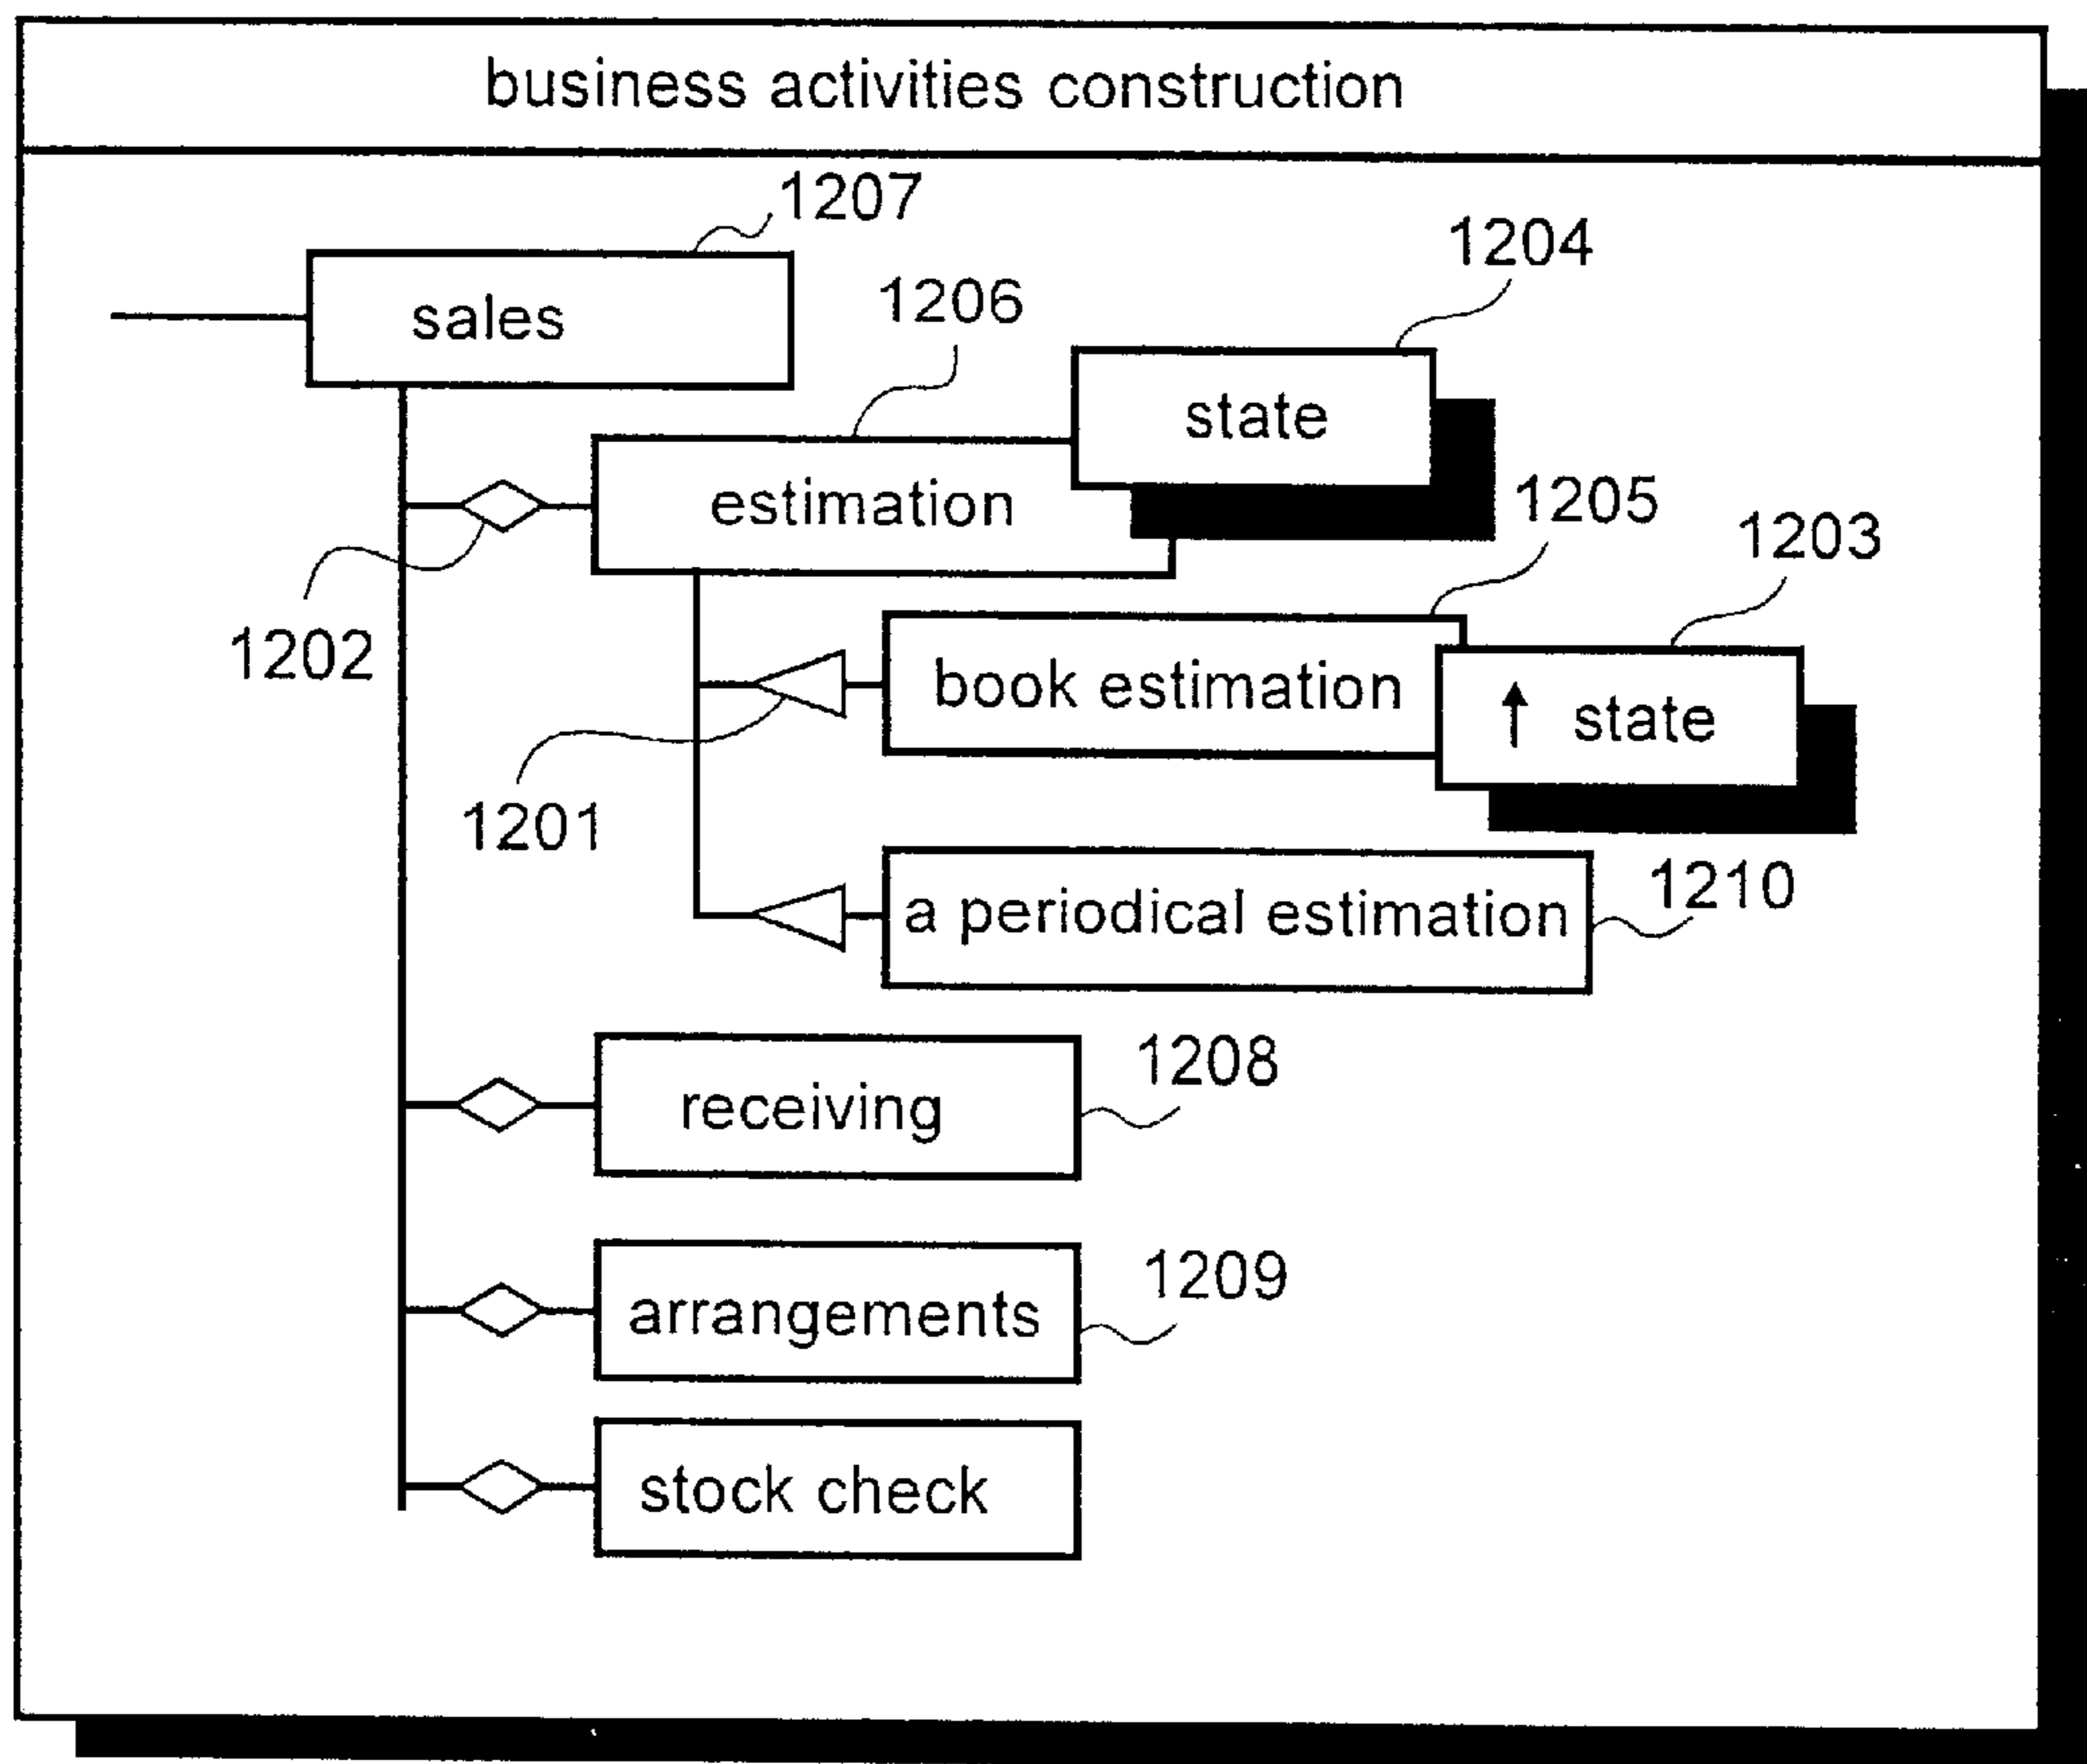 business activities construction
1207
1204
sales
1206
state
estimation
1205
1203
1202
book estimation
↑ state
1201
a periodical estimation
1210
receiving
1208
arrangements
1209
stock check